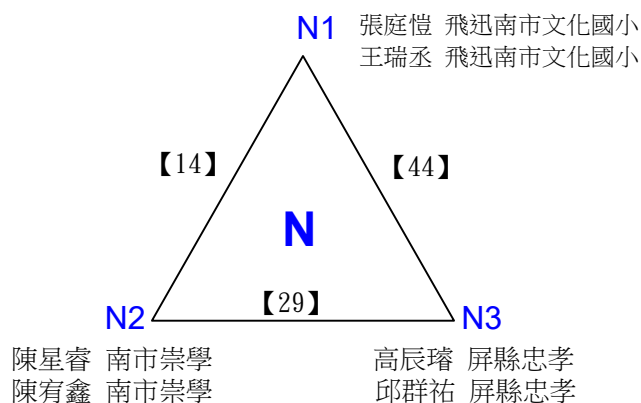 N1 張庭愷 飛迅南市文化國小
王瑞丞 飛迅南市文化國小
【14】 【44】
N
【29】
N2 N3
陳星睿 南市崇學 高辰璿 屏縣忠孝
陳宥鑫 南市崇學 邱群祐 屏縣忠孝